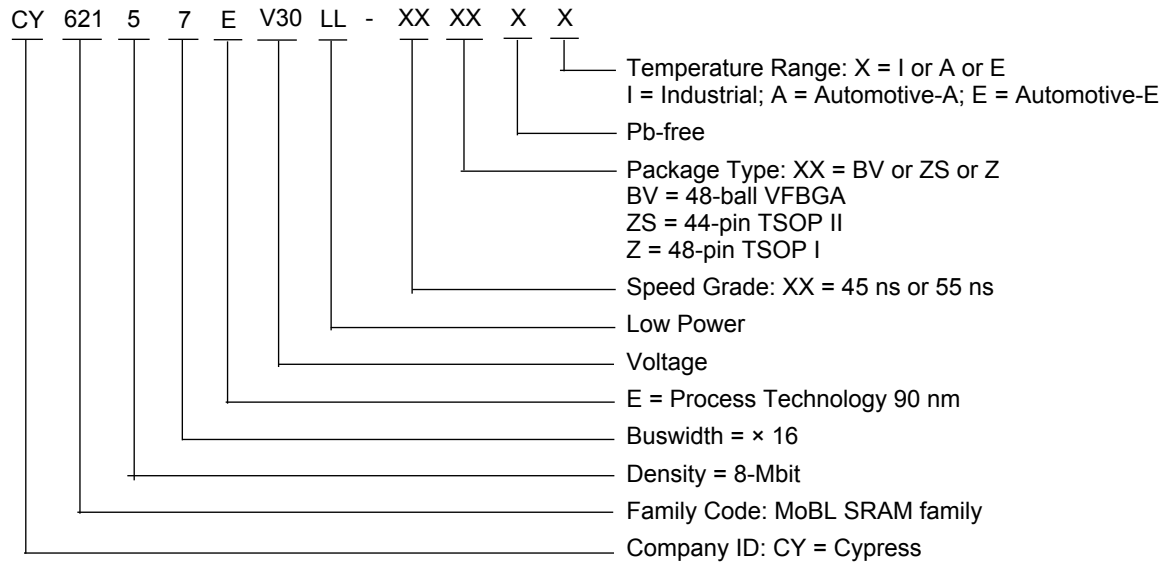 CY 621 5 7 E V30 LL - XX XX X X
Temperature Range: X = I or A or E
I = Industrial; A = Automotive-A; E = Automotive-E
Pb-free
Package Type: XX = BV or ZS or Z
BV = 48-ball VFBGA
ZS = 44-pin TSOP II
Z = 48-pin TSOP I
Speed Grade: XX = 45 ns or 55 ns
Low Power
Voltage
E = Process Technology 90 nm
Buswidth = × 16
Density = 8-Mbit
Family Code: MoBL SRAM family
Company ID: CY = Cypress